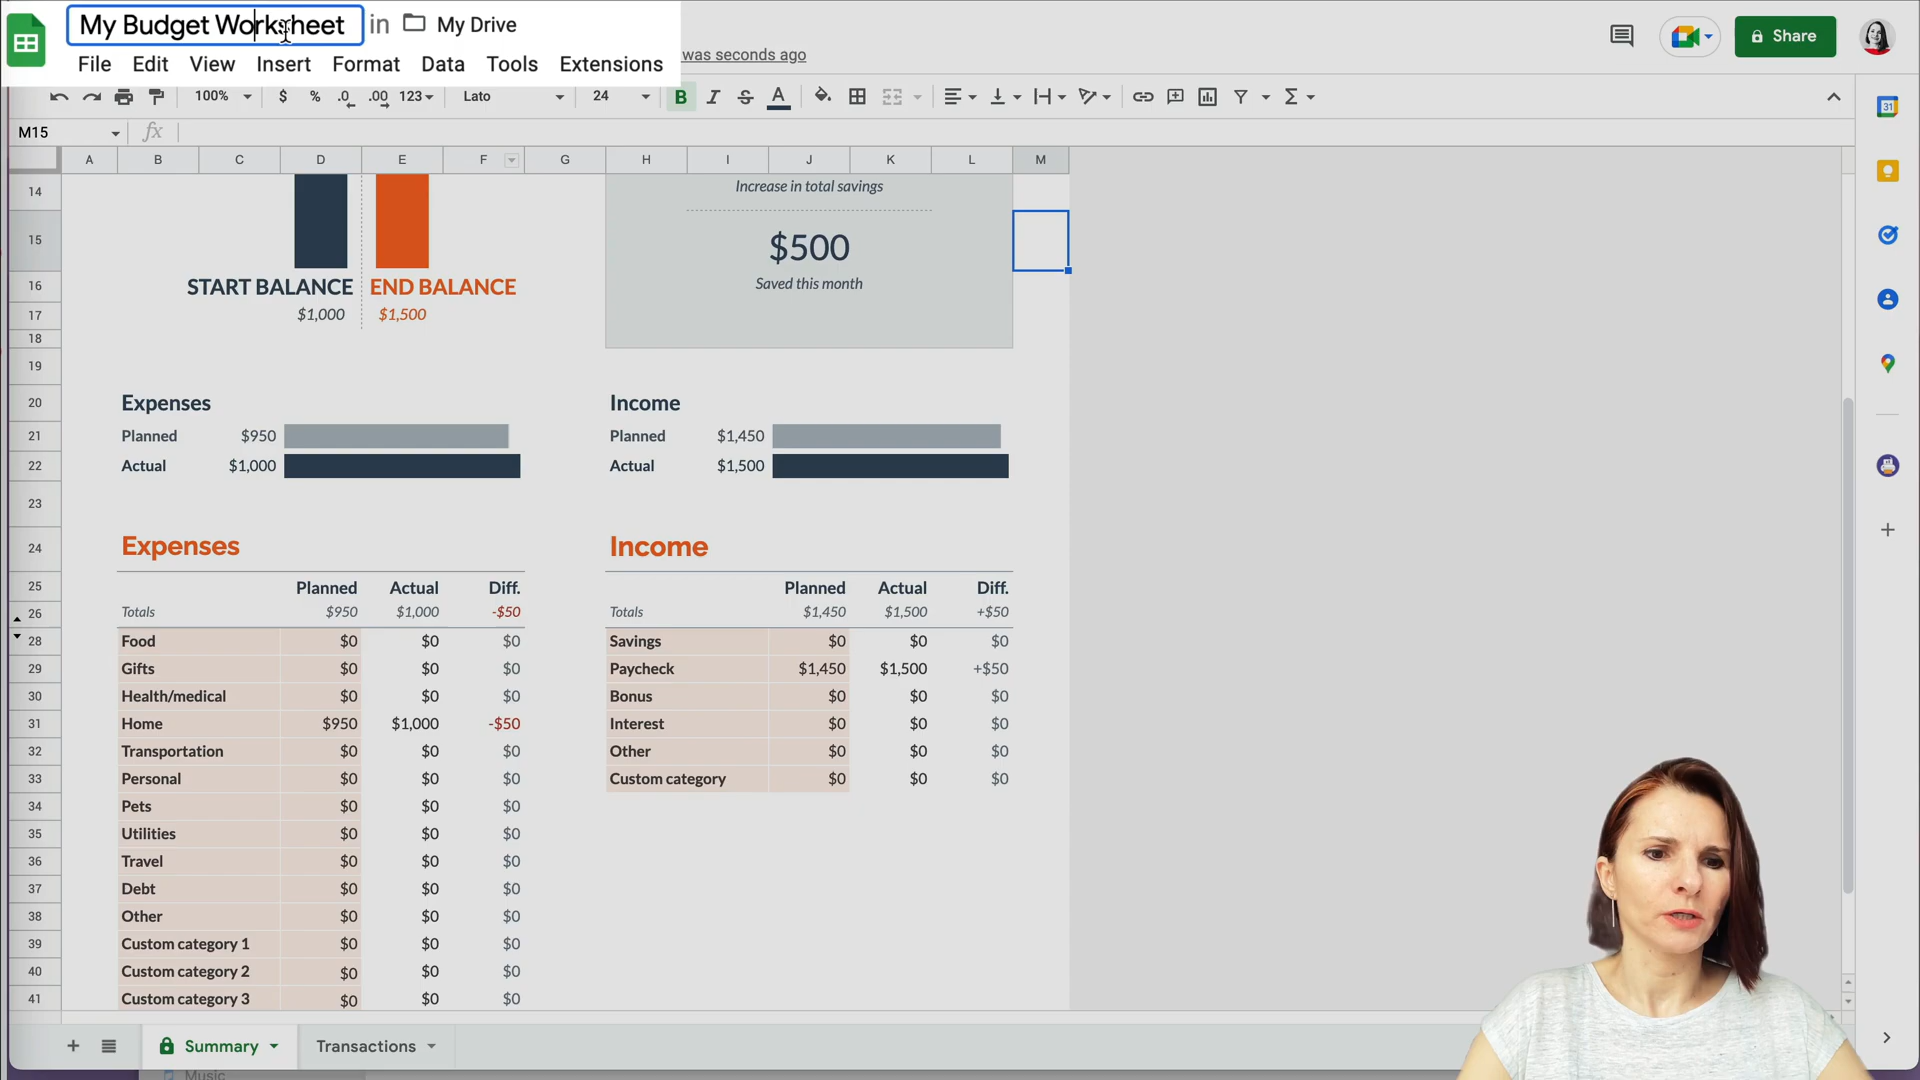 My Budget Worksheet in My Drive
File Edit View Insert Format Data Tools Extensions
was seconds ago
Share
100% $ % .0 .00 123 Lato 24 B I S A Σ
M15 fx
A B C D E F G H I J K L M
14 Increase in total savings
15 $500
16 START BALANCE END BALANCE Saved this month
17 $1,000 $1,500
18
19
20 Expenses Income
21 Planned $950 Planned $1,450
22 Actual $1,000 Actual $1,500
23
24 Expenses Income
25 Planned Actual Diff. Planned Actual Diff.
26 Totals $950 $1,000 -$50 Totals $1,450 $1,500 +$50
28 Food $0 $0 $0 Savings $0 $0 $0
29 Gifts $0 $0 $0 Paycheck $1,450 $1,500 +$50
30 Health/medical $0 $0 $0 Bonus $0 $0 $0
31 Home $950 $1,000 -$50 Interest $0 $0 $0
32 Transportation $0 $0 $0 Other $0 $0 $0
33 Personal $0 $0 $0 Custom category $0 $0 $0
34 Pets $0 $0 $0
35 Utilities $0 $0 $0
36 Travel $0 $0 $0
37 Debt $0 $0 $0
38 Other $0 $0 $0
39 Custom category 1 $0 $0 $0
40 Custom category 2 $0 $0 $0
41 Custom category 3 $0 $0 $0
Summary Transactions
Music
31